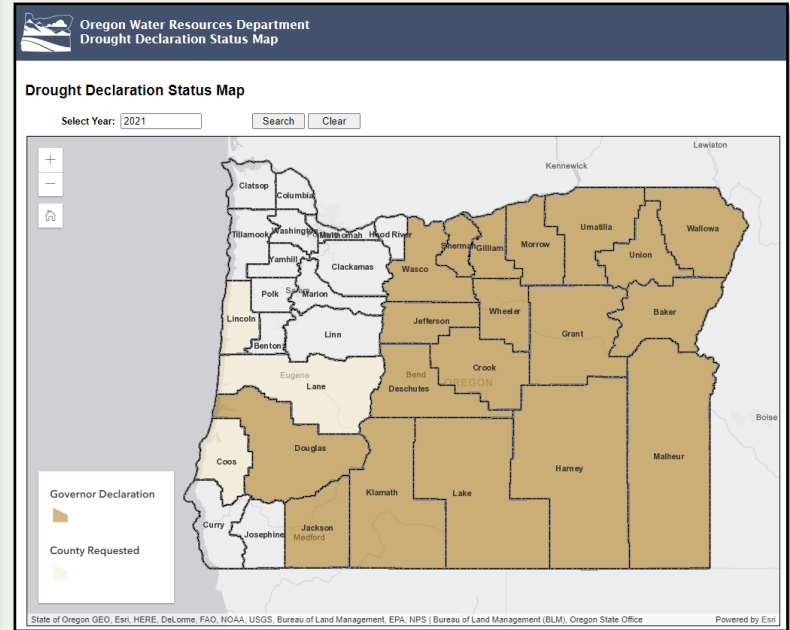 Oregon Water Resources Department
Drought Declaration Status Map
Drought Declaration Status Map
Select Year: 2021 Search Clear
Lewiston
Kennewick
Clatsop
Columbia
Tillamook
Washington
Multnomah
Hood River
Sherman
Gilliam
Morrow
Umatilla
Wallowa
Union
Yamhill
Clackamas
Wasco
Polk
Marion
Lincoln
Jefferson
Wheeler
Baker
Benton
Linn
Grant
Eugene
Lane
Bend
Deschutes
Crook
OREGON
Boise
Coos
Douglas
Malheur
Harney
Klamath
Lake
Curry
Josephine
Jackson
Medford
Governor Declaration
County Requested
State of Oregon GEO, Esri, HERE, DeLorme, FAO, NOAA, USGS, Bureau of Land Management, EPA, NPS | Bureau of Land Management (BLM), Oregon State Office Powered by Esri